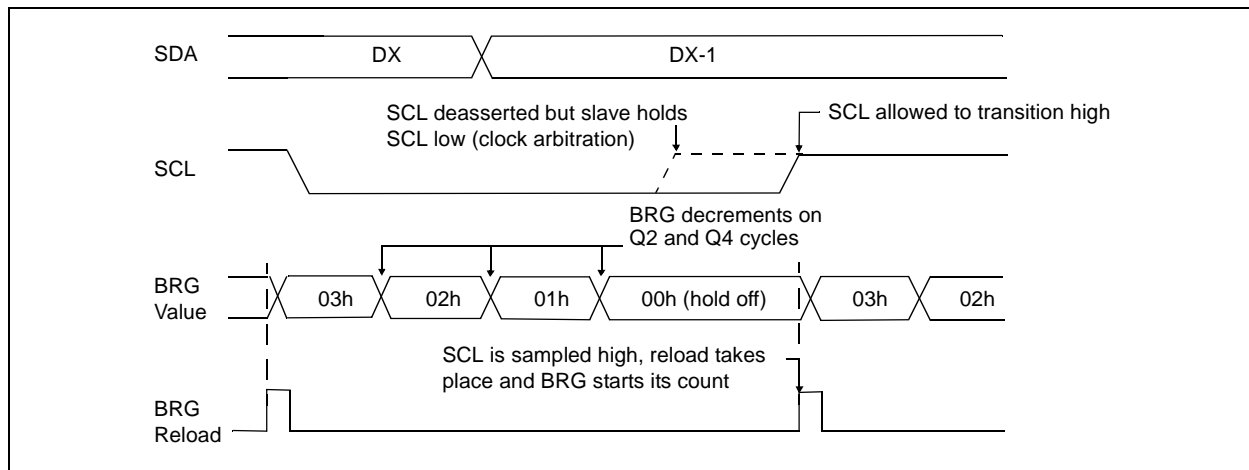 SDA
DX
DX-1
SCL deasserted but slave holds
SCL low (clock arbitration)
SCL allowed to transition high
SCL
BRG decrements on
Q2 and Q4 cycles
BRG
Value
03h
02h
01h
00h (hold off)
03h
02h
SCL is sampled high, reload takes
place and BRG starts its count
BRG
Reload